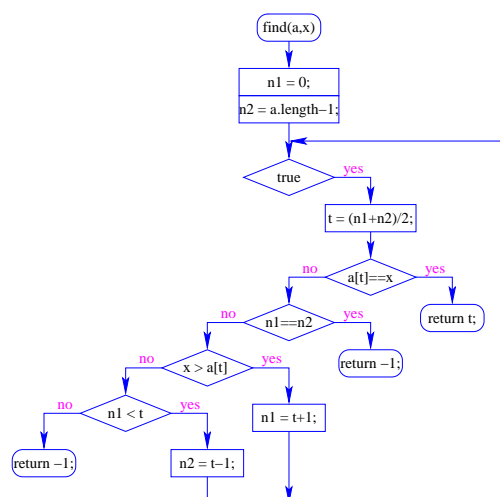 find(a,x)
n1 = 0;
n2 = a.length−1;
true
yes
t = (n1+n2)/2;
a[t]==x
no
yes
return t;
n1==n2
no
yes
return −1;
x > a[t]
no
yes
n1 = t+1;
n1 < t
no
yes
return −1;
n2 = t−1;